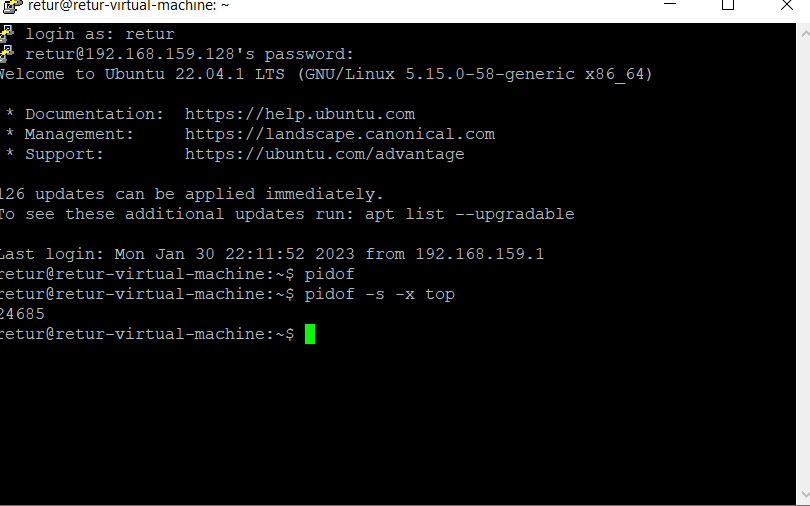 retur@retur-virtual-machine: ~
login as: retur
retur@192.168.159.128's password:
Welcome to Ubuntu 22.04.1 LTS (GNU/Linux 5.15.0-58-generic x86_64)
* Documentation:  https://help.ubuntu.com
* Management:     https://landscape.canonical.com
* Support:        https://ubuntu.com/advantage
126 updates can be applied immediately.
To see these additional updates run: apt list --upgradable
Last login: Mon Jan 30 22:11:52 2023 from 192.168.159.1
retur@retur-virtual-machine:~$ pidof
retur@retur-virtual-machine:~$ pidof -s -x top
24685
retur@retur-virtual-machine:~$